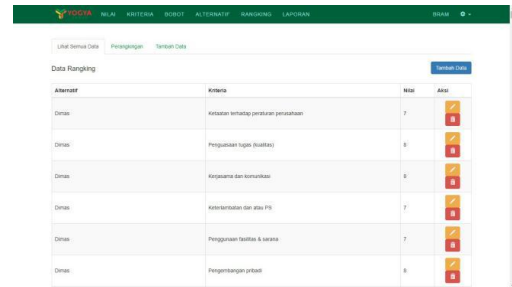 YOGYA NILAI KRITERIA BOBOT ALTERNATIF RANGKING LAPORAN BRAM
Lihat Semua Data Perangkingan Tambah Data
Data Rangking Tambah Data
Alternatif Kriteria Nilai Aksi
Dimas Ketaatan terhadap peraturan perusahaan 7
Dimas Penguasaan tugas (kualitas) 8
Dimas Kerjasama dan komunikasi 8
Dimas Keterlambatan dan atau PS 7
Dimas Penggunaan fasilitas & sarana 7
Dimas Pengembangan pribadi 8